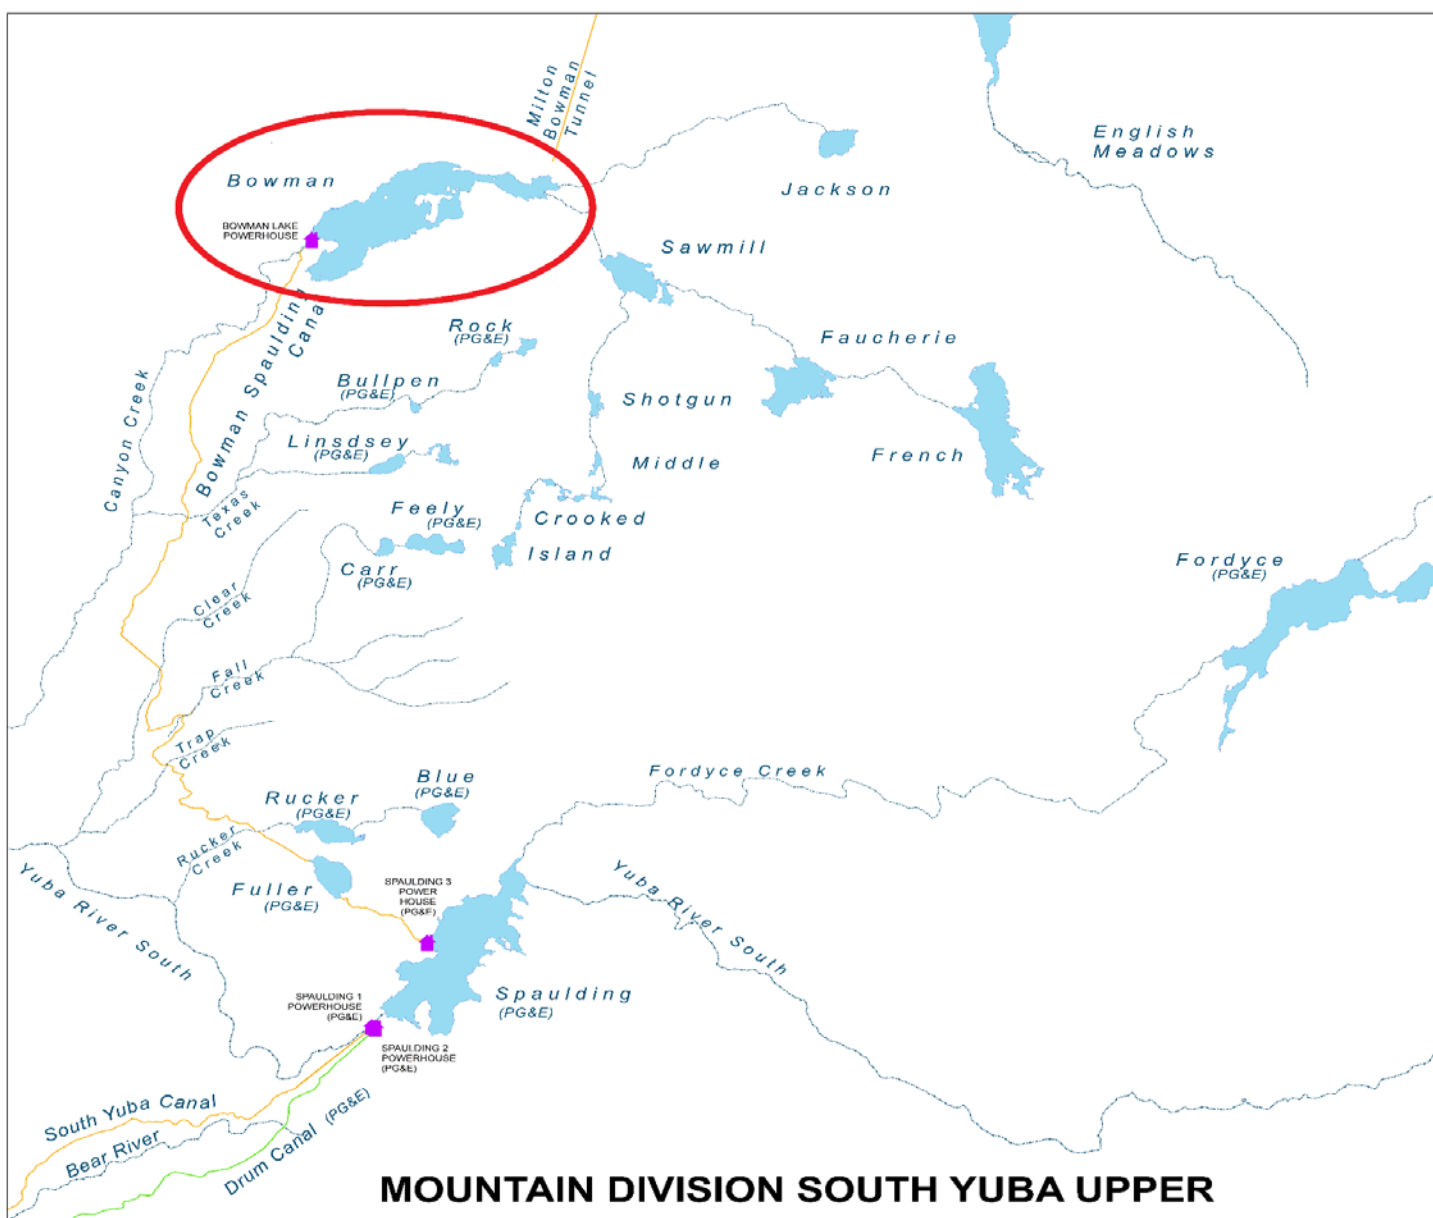 Milton
Bowman
Tunnel
English
Meadows
Bowman
Jackson
BOWMAN LAKE
POWERHOUSE
Sawmill
Bowman Spaulding
Cana
Rock
(PG&E)
Faucherie
Bullpen
(PG&E)
Canyon Creek
Shotgun
Linsdsey
(PG&E)
Middle
French
Texas
Creek
Feely
(PG&E)
Crooked
Island
Carr
(PG&E)
Fordyce
(PG&E)
Clear
Creek
Fall
Creek
Trap
Creek
Fordyce Creek
Blue
(PG&E)
Rucker
(PG&E)
Rucker
Creek
Yuba River South
Fuller
(PG&E)
SPAULDING 3
POWER
HOUSE
(PG&E)
Yuba River South
Spaulding
(PG&E)
SPAULDING 1
POWERHOUSE
(PG&E)
SPAULDING 2
POWERHOUSE
(PG&E)
South Yuba Canal
Bear River
Drum Canal (PG&E)
MOUNTAIN DIVISION SOUTH YUBA UPPER